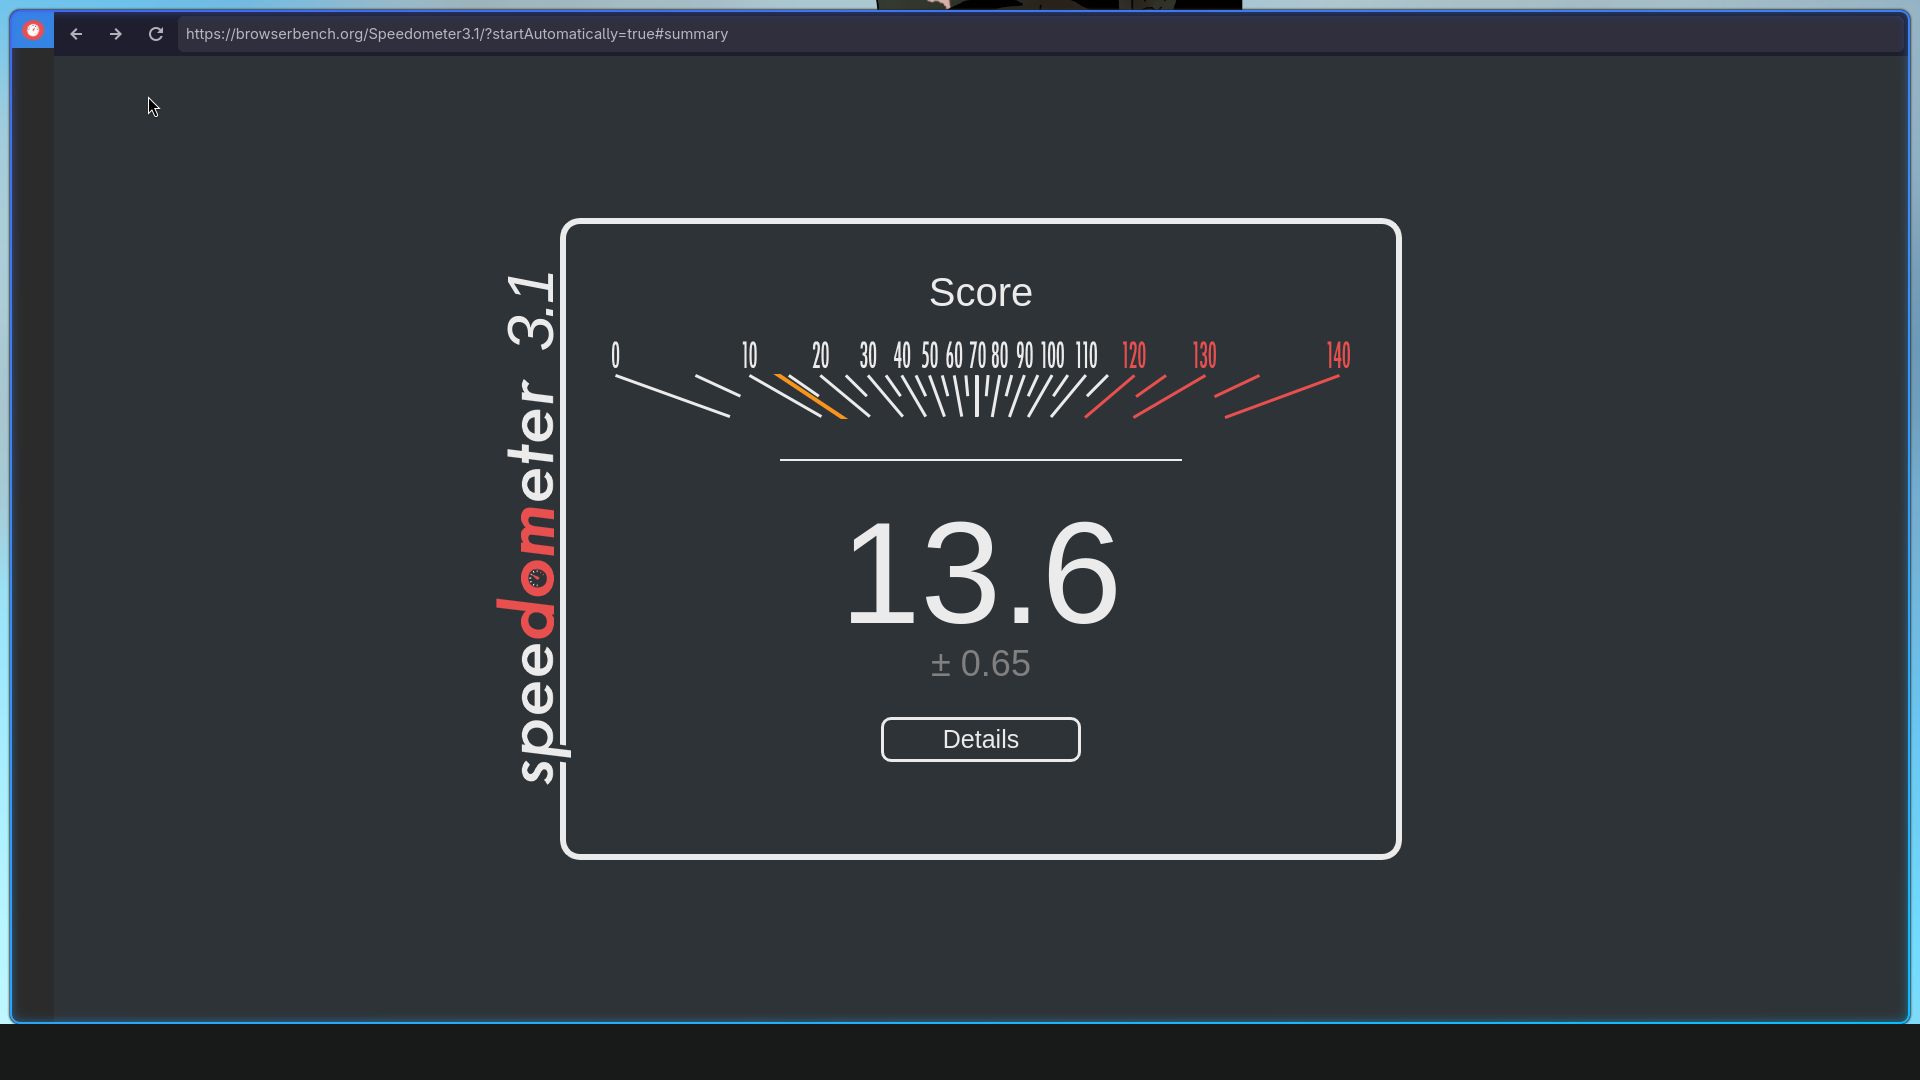 https://browserbench.org/Speedometer3.1/?startAutomatically=true#summary
speedometer 3.1
Score
0 10 20 30 40 50 60 70 80 90 100 110 120 130 140
13.6
± 0.65
Details